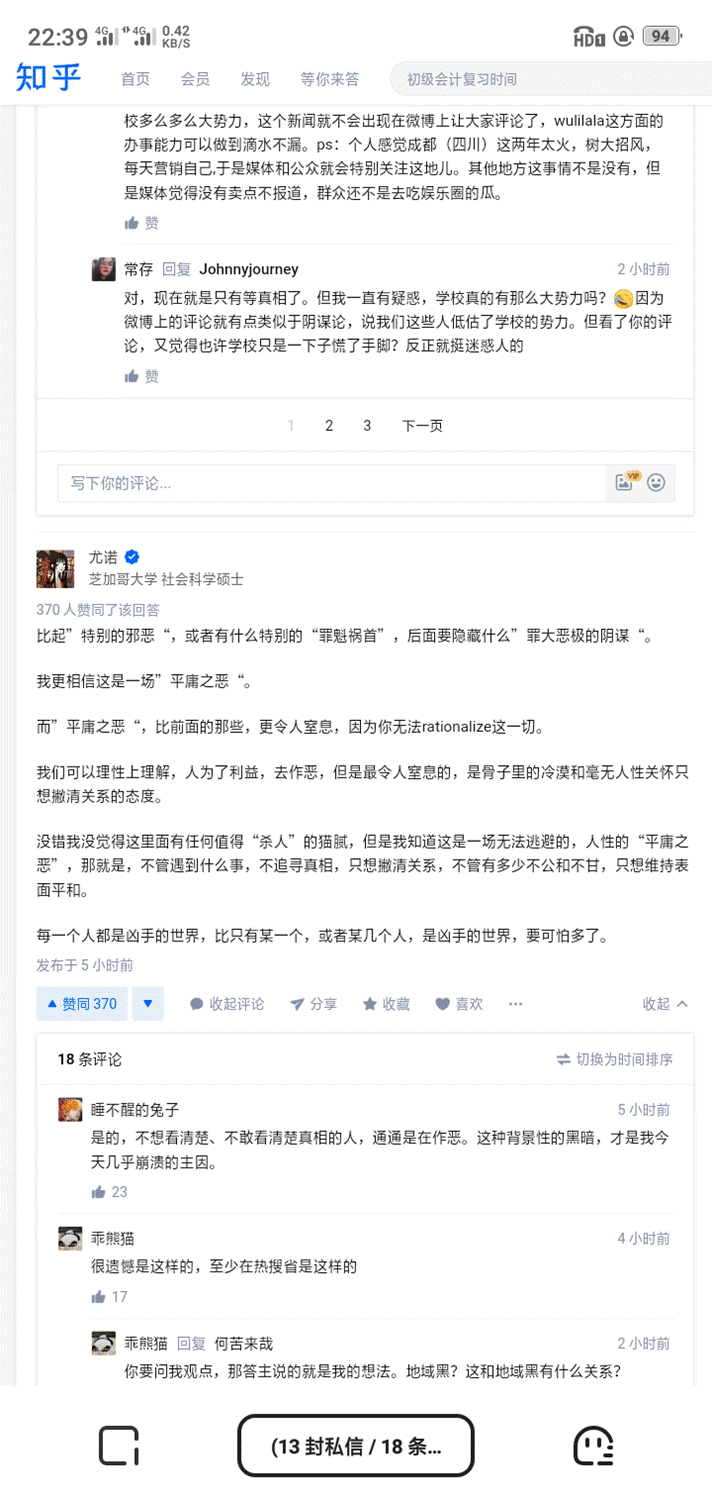 22:39 4G 4G 0.42 KB/S HD 94
知乎 首页 会员 发现 等你来答 初级会计复习时间
校多么多么大势力，这个新闻就不会出现在微博上让大家评论了，wulilala这方面的
办事能力可以做到滴水不漏。ps：个人感觉成都（四川）这两年太火，树大招风，
每天营销自己,于是媒体和公众就会特别关注这地儿。其他地方这事情不是没有，但
是媒体觉得没有卖点不报道，群众还不是去吃娱乐圈的瓜。
赞
常存 回复 Johnnyjourney 2 小时前
对，现在就是只有等真相了。但我一直有疑惑，学校真的有那么大势力吗？🤣因为
微博上的评论就有点类似于阴谋论，说我们这些人低估了学校的势力。但看了你的评
论，又觉得也许学校只是一下子慌了手脚？反正就挺迷惑人的
赞
1 2 3 下一页
写下你的评论... VIP
尤诺
芝加哥大学 社会科学硕士
370 人赞同了该回答
比起”特别的邪恶“，或者有什么特别的“罪魁祸首”，后面要隐藏什么”罪大恶极的阴谋“。
我更相信这是一场”平庸之恶“。
而”平庸之恶“，比前面的那些，更令人窒息，因为你无法rationalize这一切。
我们可以理性上理解，人为了利益，去作恶，但是最令人窒息的，是骨子里的冷漠和毫无人性关怀只
想撇清关系的态度。
没错我没觉得这里面有任何值得“杀人”的猫腻，但是我知道这是一场无法逃避的，人性的“平庸之
恶”，那就是，不管遇到什么事，不追寻真相，只想撇清关系，不管有多少不公和不甘，只想维持表
面平和。
每一个人都是凶手的世界，比只有某一个，或者某几个人，是凶手的世界，要可怕多了。
发布于 5 小时前
赞同 370 收起评论 分享 收藏 喜欢 ··· 收起
18 条评论 切换为时间排序
睡不醒的兔子 5 小时前
是的，不想看清楚、不敢看清楚真相的人，通通是在作恶。这种背景性的黑暗，才是我今
天几乎崩溃的主因。
23
乖熊猫 4 小时前
很遗憾是这样的，至少在热搜省是这样的
17
乖熊猫 回复 何苦来哉 2 小时前
你要问我观点，那答主说的就是我的想法。地域黑？这和地域黑有什么关系？
(13 封私信 / 18 条...